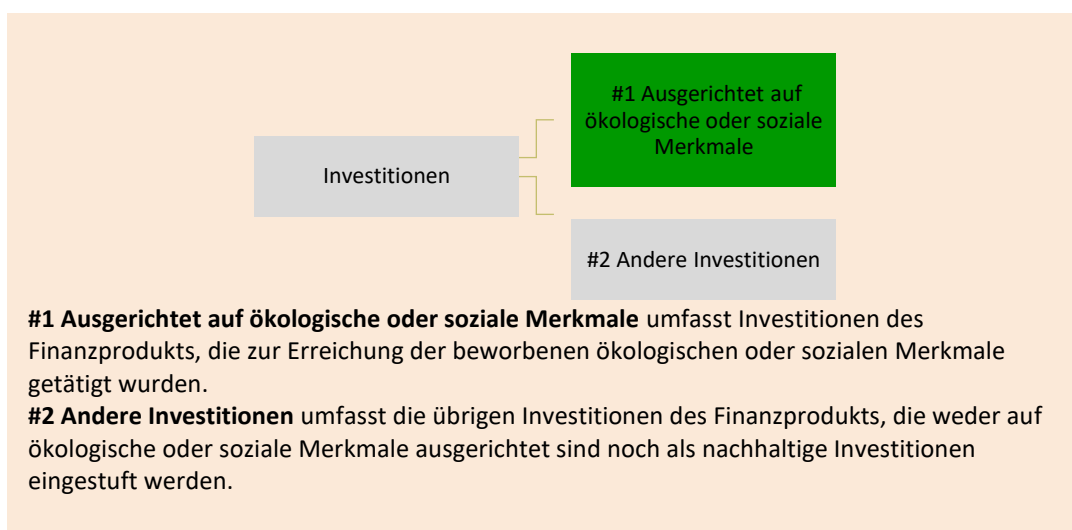 #1 Ausgerichtet auf
ökologische oder soziale
Merkmale
Investitionen
#2 Andere Investitionen
#1 Ausgerichtet auf ökologische oder soziale Merkmale umfasst Investitionen des
Finanzprodukts, die zur Erreichung der beworbenen ökologischen oder sozialen Merkmale
getätigt wurden.
#2 Andere Investitionen umfasst die übrigen Investitionen des Finanzprodukts, die weder auf
ökologische oder soziale Merkmale ausgerichtet sind noch als nachhaltige Investitionen
eingestuft werden.